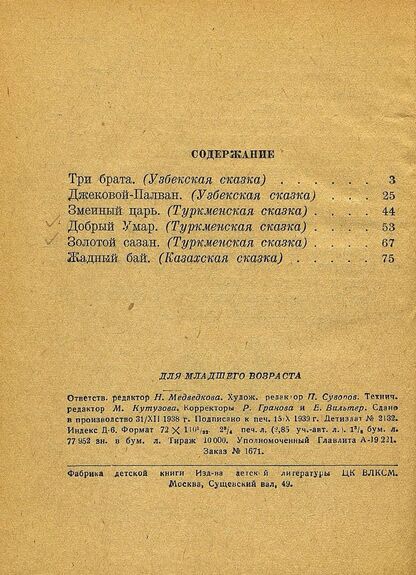 СОДЕРЖАНИЕ
Три брата. (Узбекская сказка) . . . . . . . 3
Джековой-Палван. (Узбекская сказка) . . . . 25
Змеиный царь. (Туркменская сказка) . . . . . 44
Добрый Умар. (Туркменская сказка) . . . . . 53
Золотой сазан. (Туркменская сказка) . . . . . 67
Жадный бай. (Казахская сказка) . . . . . . 75
ДЛЯ МЛАДШЕГО ВОЗРАСТА
Ответств. редактор Н. Медведкова. Худож. редактор П. Суворов. Технич.
редактор М. Кутузова. Корректоры Р. Гранова и Е. Вильтер. Сдано
в производство 31/XII 1938 г. Подписано к печ. 15/X 1939 г. Детиздат № 2132.
Индекс Д-6. Формат 72 × 110¹/₃₂ 2³/₄ печ. л. (2,85 уч.-авт. л.). 1³/₈ бум. л.
77 952 зн. в бум. л. Тираж 10 000. Уполномоченный Главлита А-19 221.
Заказ № 1671.
Фабрика детской книги Изд-ва детской литературы ЦК ВЛКСМ.
Москва, Сущевский вал, 49.